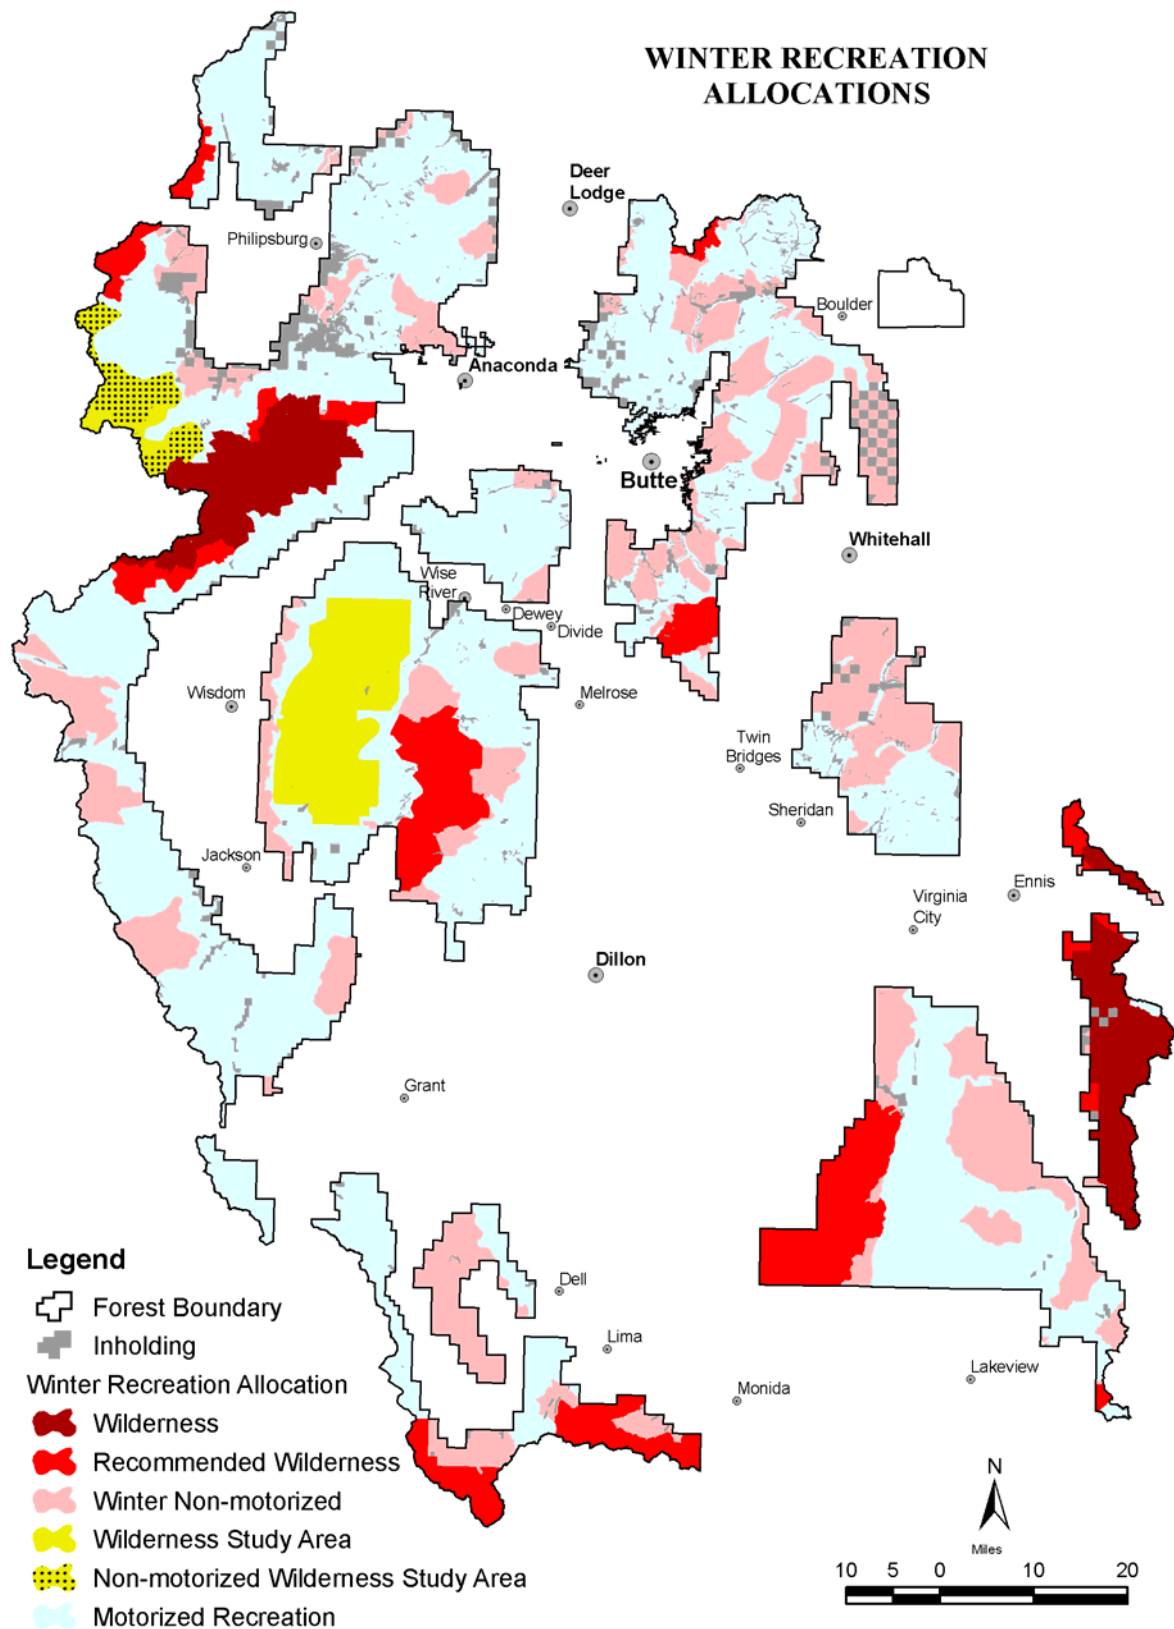 WINTER RECREATION
ALLOCATIONS
Deer
Lodge
Philipsburg
Boulder
Anaconda
Butte
Whitehall
Wise
River
Dewey
Divide
Wisdom
Melrose
Twin
Bridges
Sheridan
Jackson
Ennis
Virginia
City
Dillon
Grant
Dell
Lima
Lakeview
Monida
Legend
Forest Boundary
Inholding
Winter Recreation Allocation
Wilderness
Recommended Wilderness
Winter Non-motorized
Wilderness Study Area
Non-motorized Wilderness Study Area
Motorized Recreation
N
Miles
10 5 0 10 20